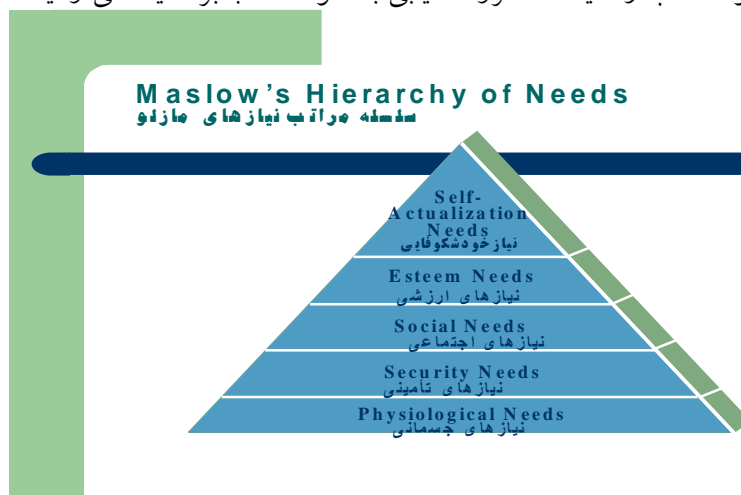 Maslow's Hierarchy of Needs
سلسله مراتب نیازهای مازلو
Self-
Actualization
Needs
نیاز خودشکوفایی
Esteem Needs
نیازهای ارزشی
Social Needs
نیازهای اجتماعی
Security Needs
نیازهای تأمینی
Physiological Needs
نیازهای جسمانی